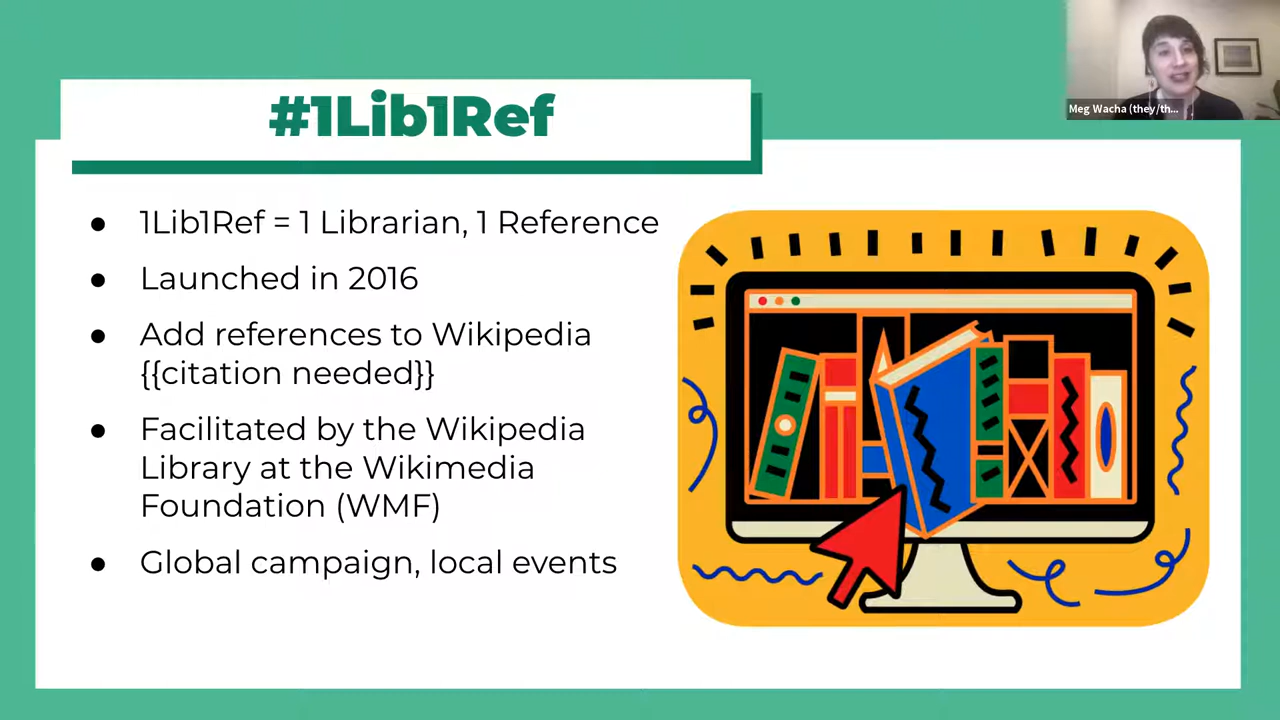 #1Lib1Ref
Meg Wacha (they/th...
● 1Lib1Ref = 1 Librarian, 1 Reference
● Launched in 2016
● Add references to Wikipedia
{{citation needed}}
● Facilitated by the Wikipedia
Library at the Wikimedia
Foundation (WMF)
● Global campaign, local events